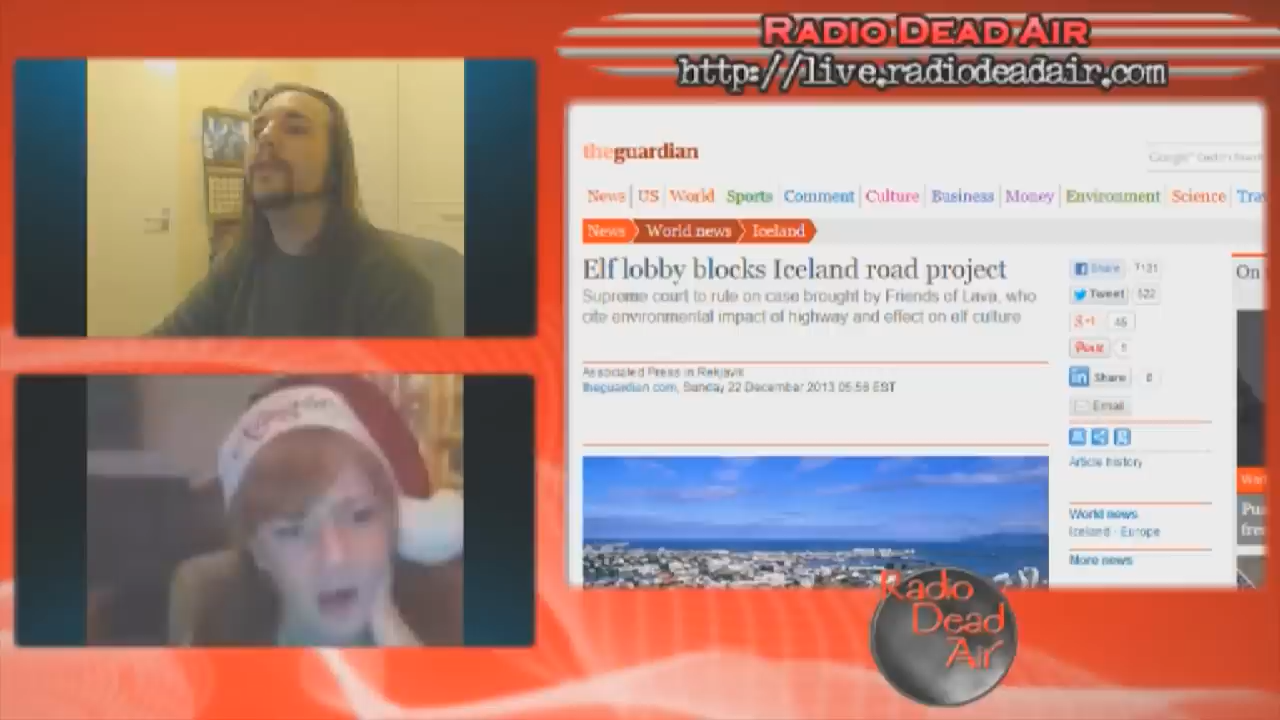 Radio Dead Air
http://live.radiodeadair.com
theguardian
News US World Sports Comment Culture Business Money Environment Science
News World news Iceland
Elf lobby blocks Iceland road project
Supreme court to rule on case brought by Friends of Lava, who
cite environmental impact of highway and effect on elf culture
Associated Press in Rekjavik
theguardian.com, Sunday 22 December 2013 05.56 EST
Share
Tweet 522
Share 8
Email
Article history
World news
Iceland · Europe
More news
On
Radio
Dead
Air